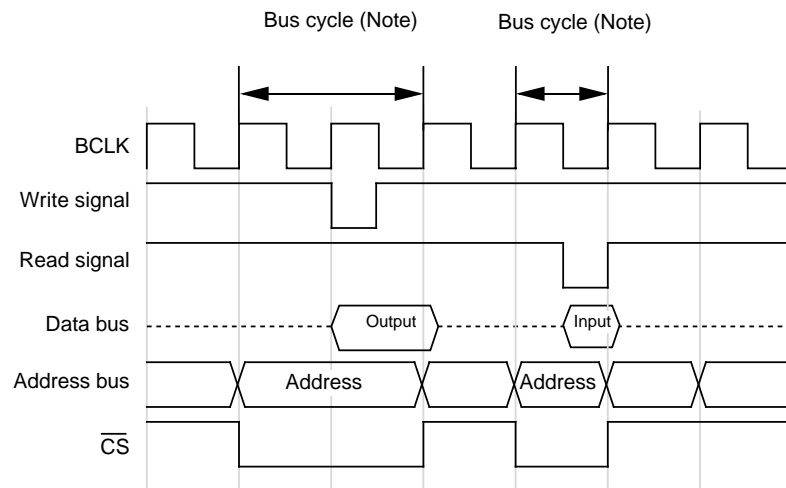 Bus cycle (Note) Bus cycle (Note)
BCLK
Write signal
Read signal
Data bus Output Input
Address bus Address Address
C̅S̅